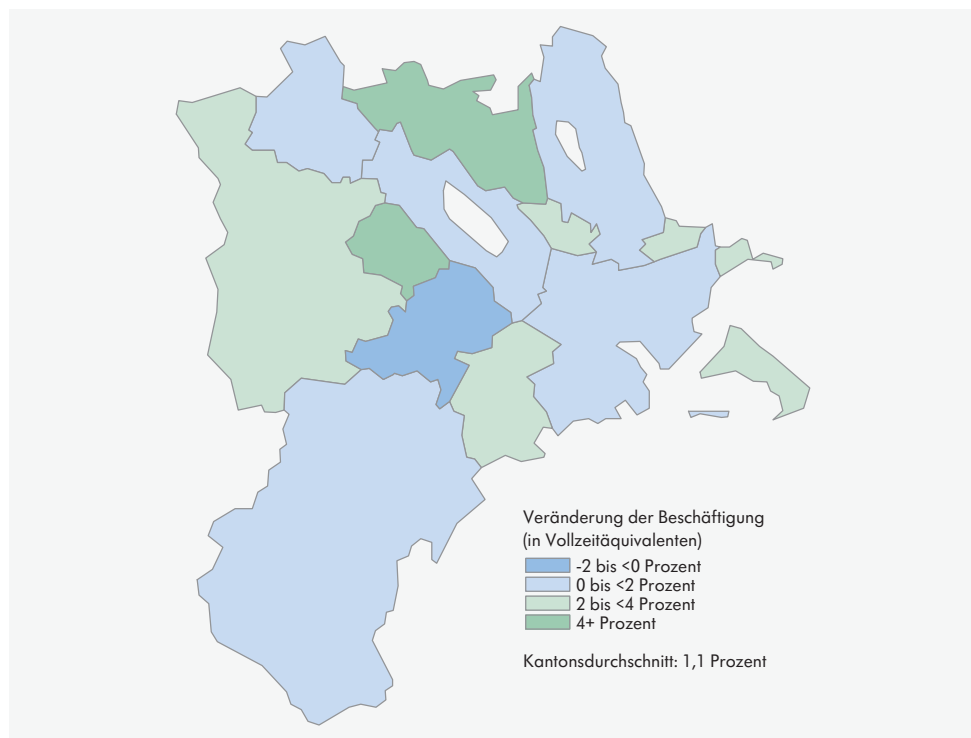 Veränderung der Beschäftigung
(in Vollzeitäquivalenten)
-2 bis <0 Prozent
0 bis <2 Prozent
2 bis <4 Prozent
4+ Prozent
Kantonsdurchschnitt: 1,1 Prozent